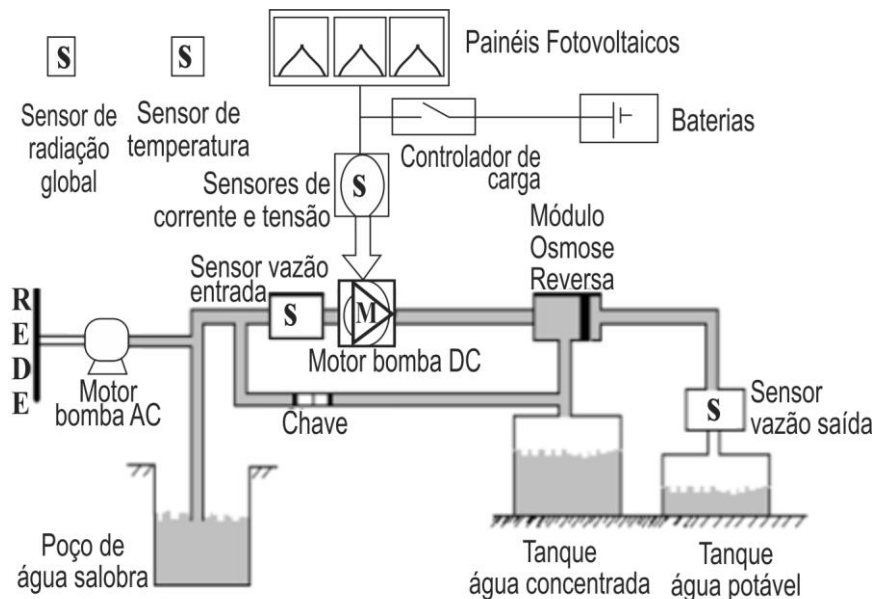 Painéis Fotovoltaicos
S
S
Sensor de
radiação
global
Sensor de
temperatura
Baterias
Controlador de
carga
Sensores de
corrente e tensão
S
Módulo
Osmose
Reversa
Sensor vazão
entrada
S
M
Motor bomba DC
R
E
D
E
Motor
bomba AC
Chave
S
Sensor
vazão saída
Poço de
água salobra
Tanque
água concentrada
Tanque
água potável